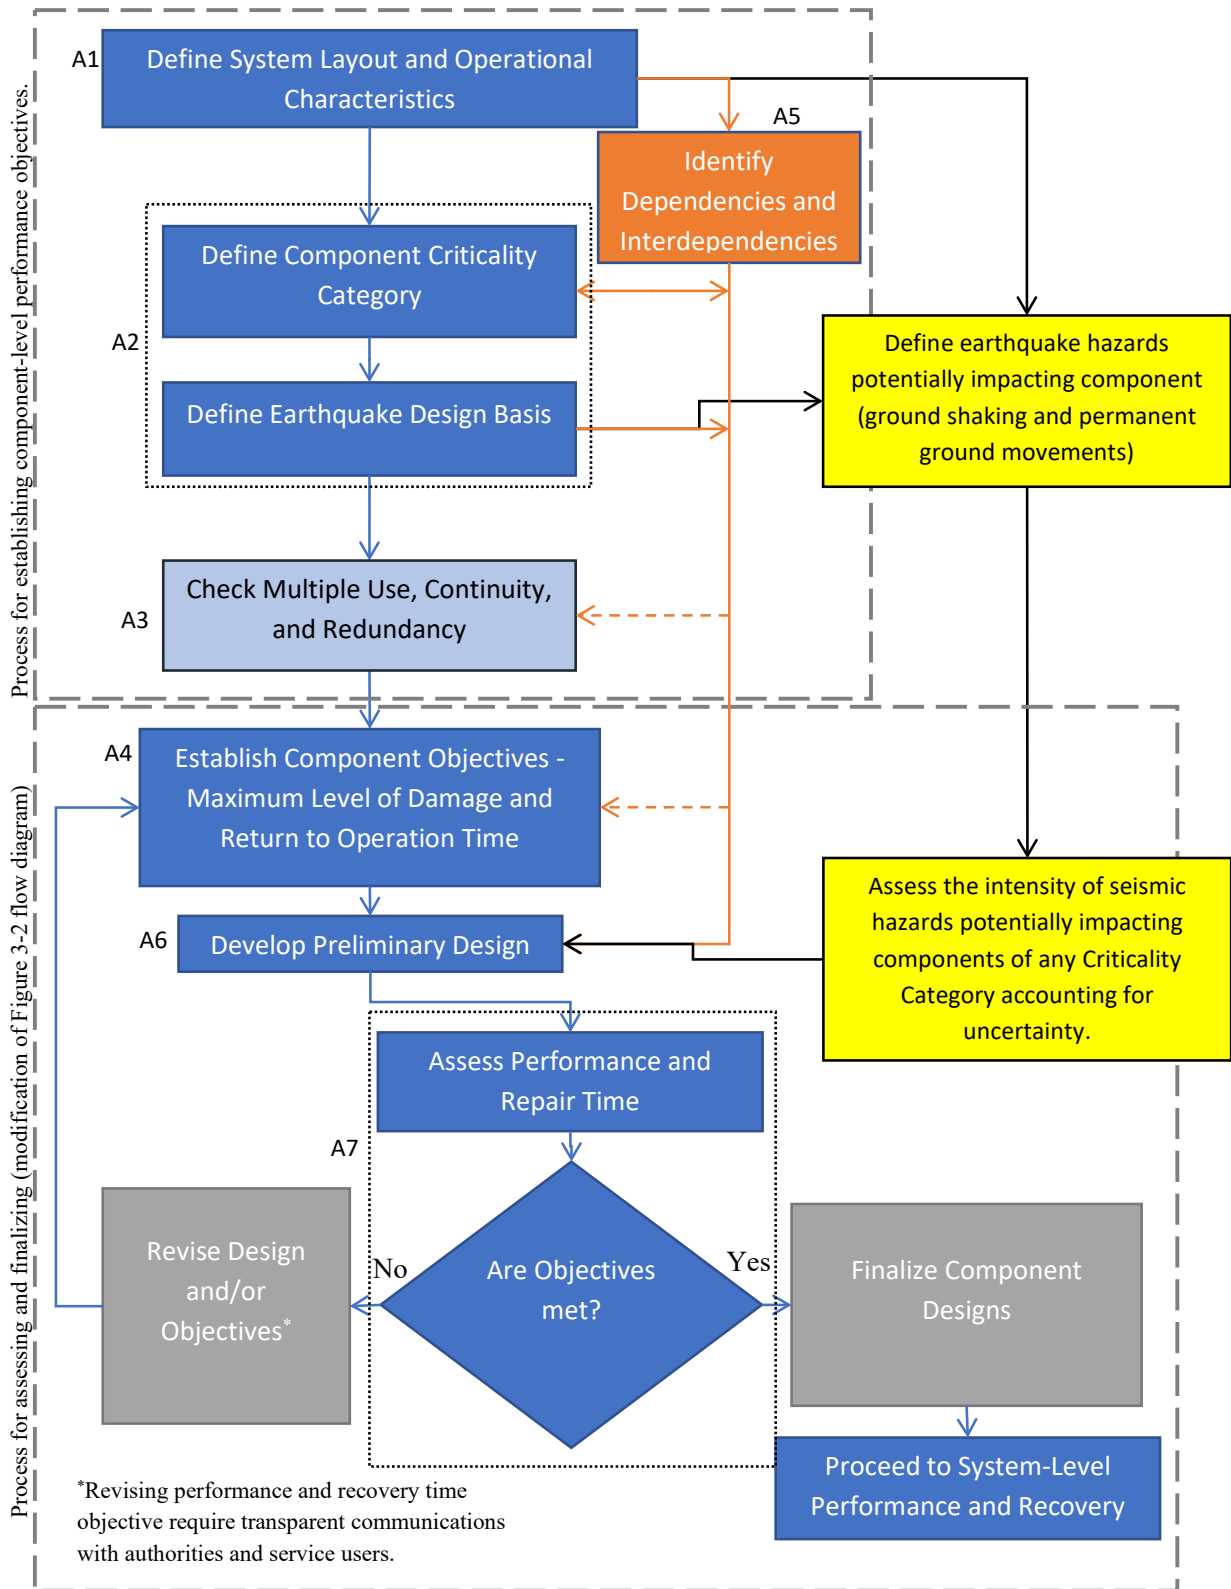 Process for establishing component-level performance objectives.
A1
Define System Layout and Operational
Characteristics
A5
Identify
Dependencies and
Interdependencies
A2
Define Component Criticality
Category
Define Earthquake Design Basis
Define earthquake hazards
potentially impacting component
(ground shaking and permanent
ground movements)
A3
Check Multiple Use, Continuity,
and Redundancy
Process for assessing and finalizing (modification of Figure 3-2 flow diagram)
A4
Establish Component Objectives -
Maximum Level of Damage and
Return to Operation Time
A6
Develop Preliminary Design
Assess the intensity of seismic
hazards potentially impacting
components of any Criticality
Category accounting for
uncertainty.
A7
Assess Performance and
Repair Time
Are Objectives
met?
No
Yes
Revise Design
and/or
Objectives*
Finalize Component
Designs
Proceed to System-Level
Performance and Recovery
*Revising performance and recovery time
objective require transparent communications
with authorities and service users.